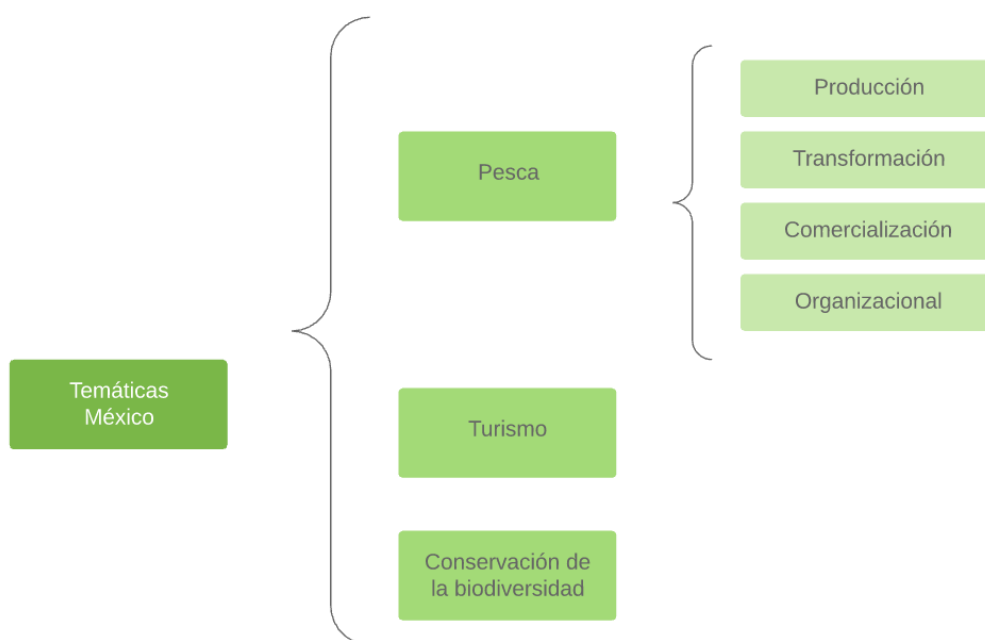 Temáticas
México
Pesca
Producción
Transformación
Comercialización
Organizacional
Turismo
Conservación de
la biodiversidad